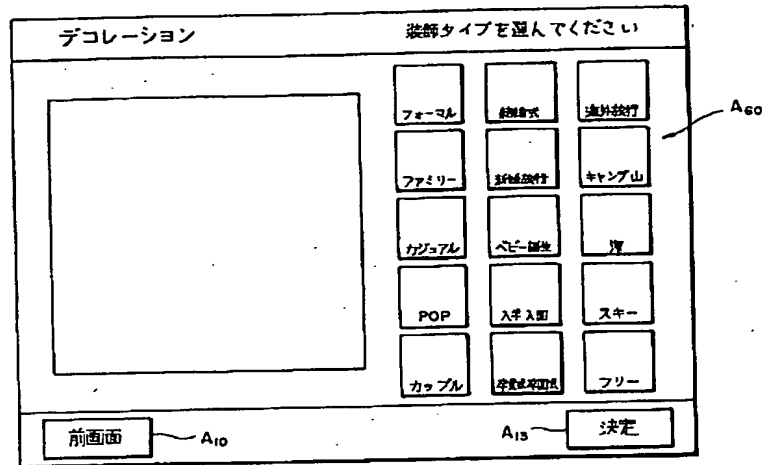 デコレーション 装飾タイプを選んでください
フォーマル 結婚式 海外旅行
A60
ファミリー 新婚旅行 キャンプ山
カジュアル ベビー誕生 海
POP 入学入園 スキー
カップル 卒業式卒園式 フリー
前画面 A10 A13 決定